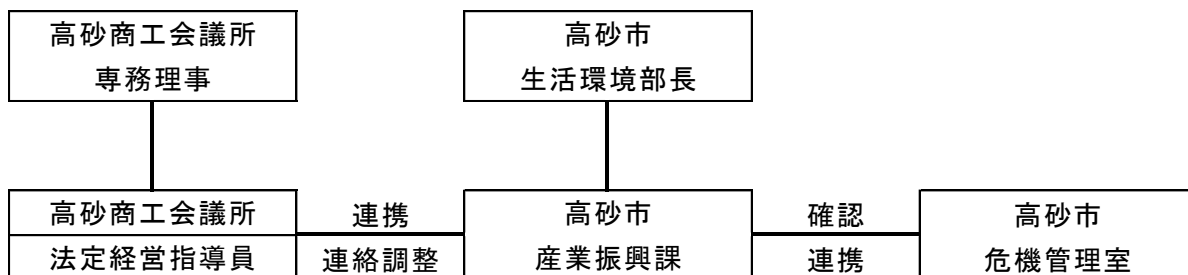 高砂商工会議所
専務理事
高砂市
生活環境部長
高砂商工会議所
法定経営指導員
連携
連絡調整
高砂市
産業振興課
確認
連携
高砂市
危機管理室